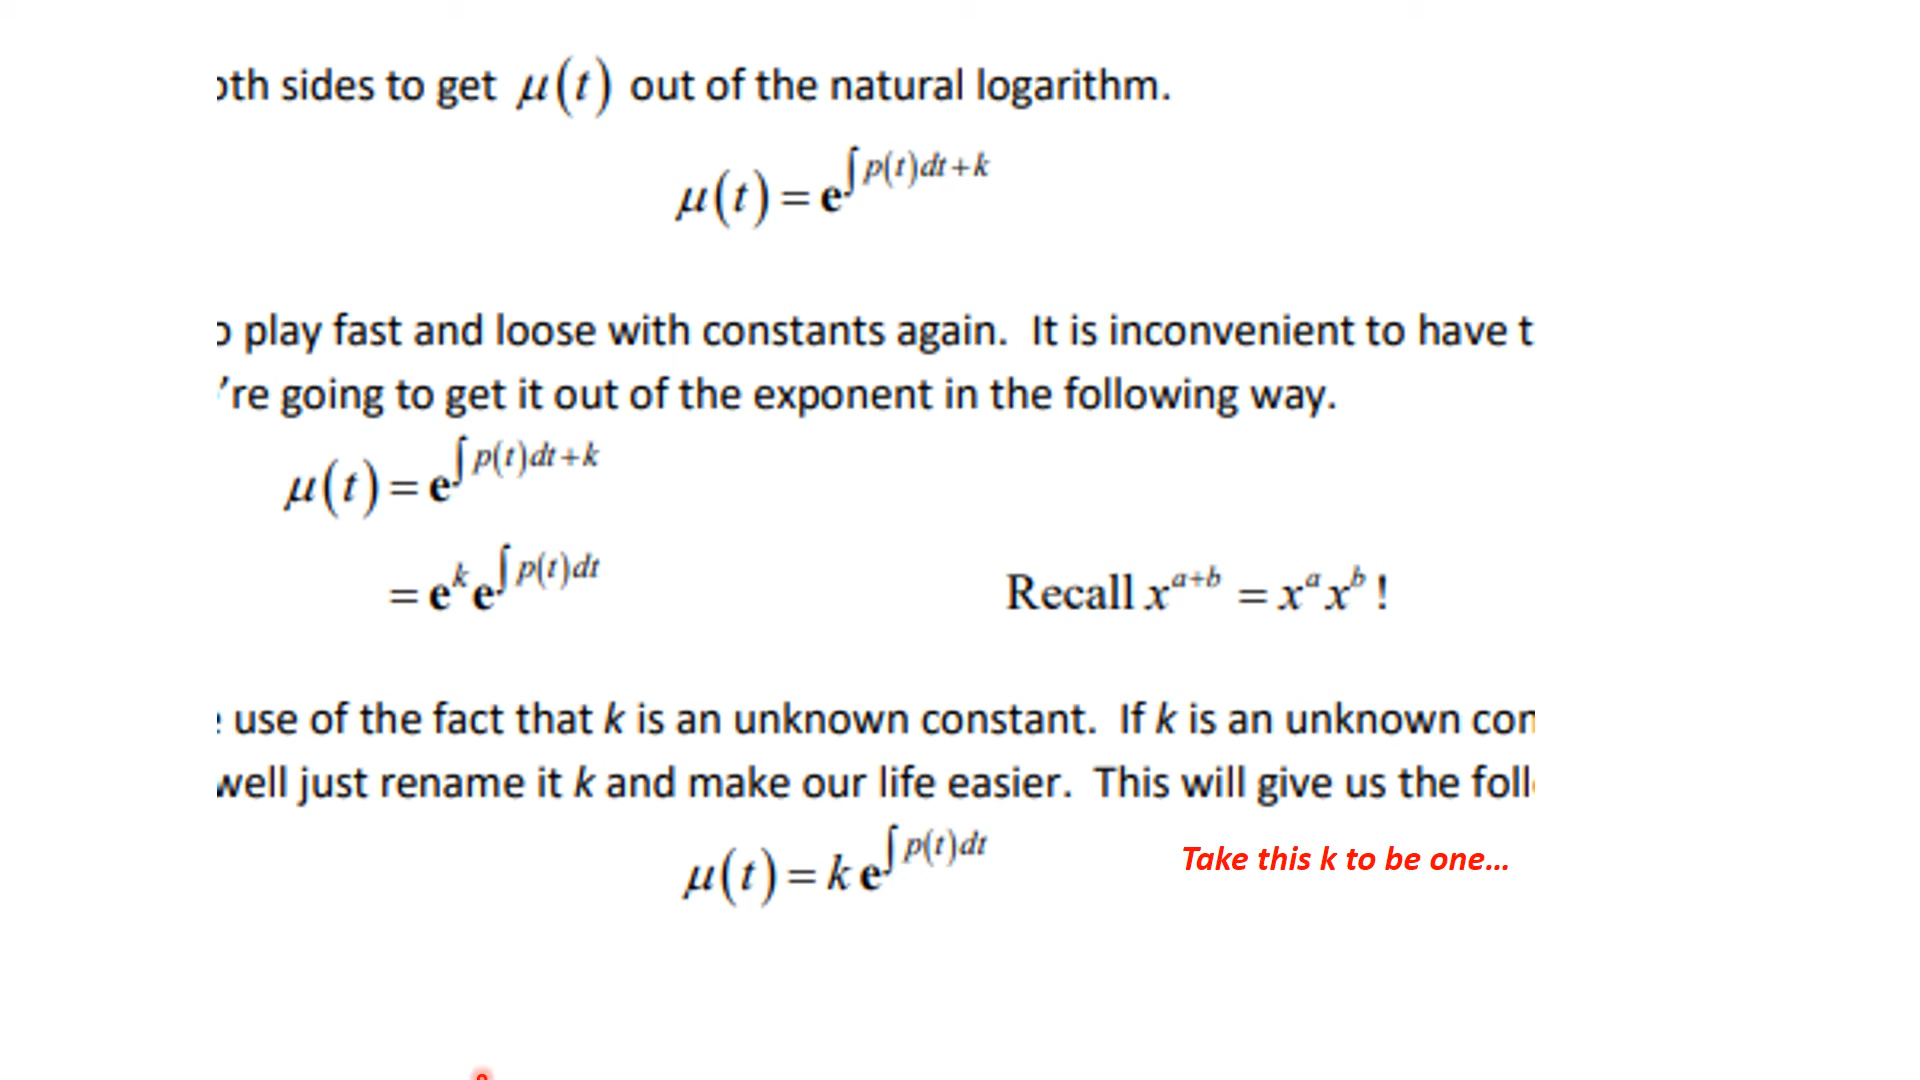 oth sides to get μ(t) out of the natural logarithm.
μ(t) = e^{∫ p(t)dt + k}
play fast and loose with constants again. It is inconvenient to have t
're going to get it out of the exponent in the following way.
μ(t) = e^{∫ p(t)dt + k}
= e^k e^{∫ p(t)dt} Recall x^{a+b} = x^a x^b !
use of the fact that k is an unknown constant. If k is an unknown con
well just rename it k and make our life easier. This will give us the foll
μ(t) = k e^{∫ p(t)dt} Take this k to be one...